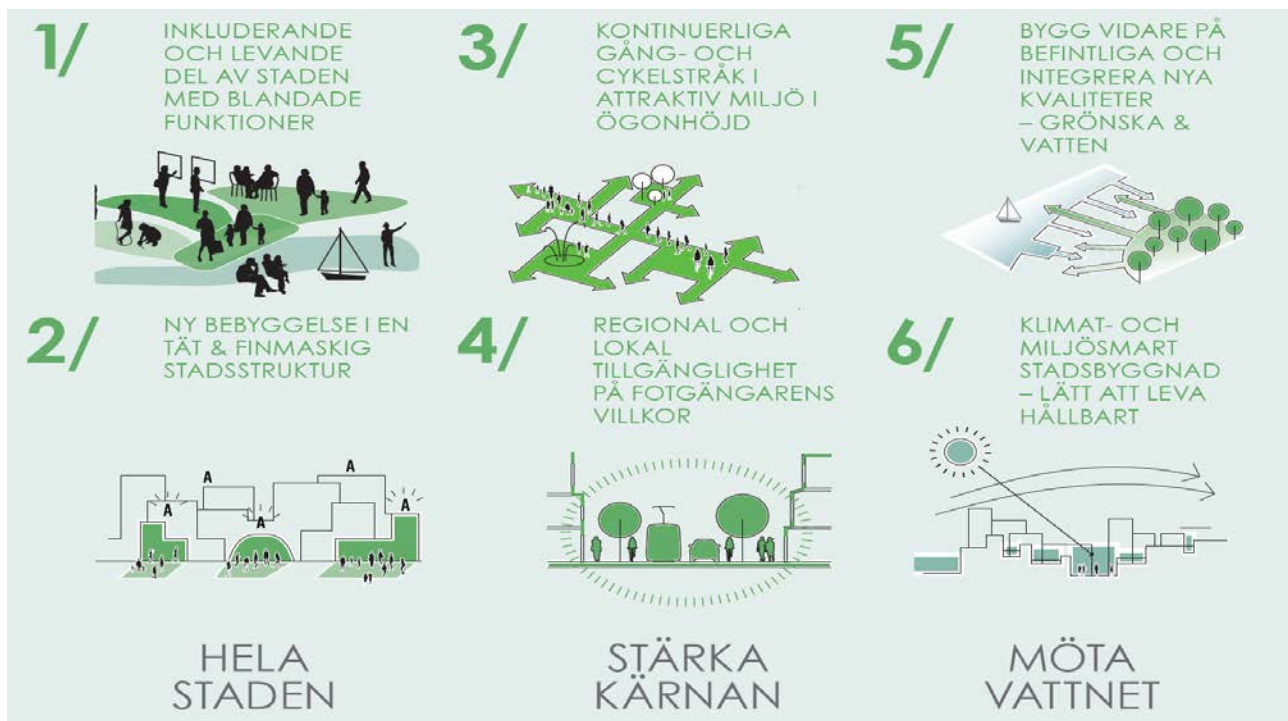 1/
INKLUDERANDE
OCH LEVANDE
DEL AV STADEN
MED BLANDADE
FUNKTIONER
2/
NY BEBYGGELSE I EN
TÄT & FINMASKIG
STADSSTRUKTUR
A
A
A
A
A
3/
KONTINUERLIGA
GÅNG- OCH
CYKELSTRÅK I
ATTRAKTIV MILJÖ I
ÖGONHÖJD
4/
REGIONAL OCH
LOKAL
TILLGÄNGLIGHET
PÅ FOTGÄNGARENS
VILLKOR
5/
BYGG VIDARE PÅ
BEFINTLIGA OCH
INTEGRERA NYA
KVALITETER
– GRÖNSKA &
VATTEN
6/
KLIMAT- OCH
MILJÖSMART
STADSBYGGNAD
– LÄTT ATT LEVA
HÅLLBART
HELA
STADEN
STÄRKA
KÄRNAN
MÖTA
VATTNET